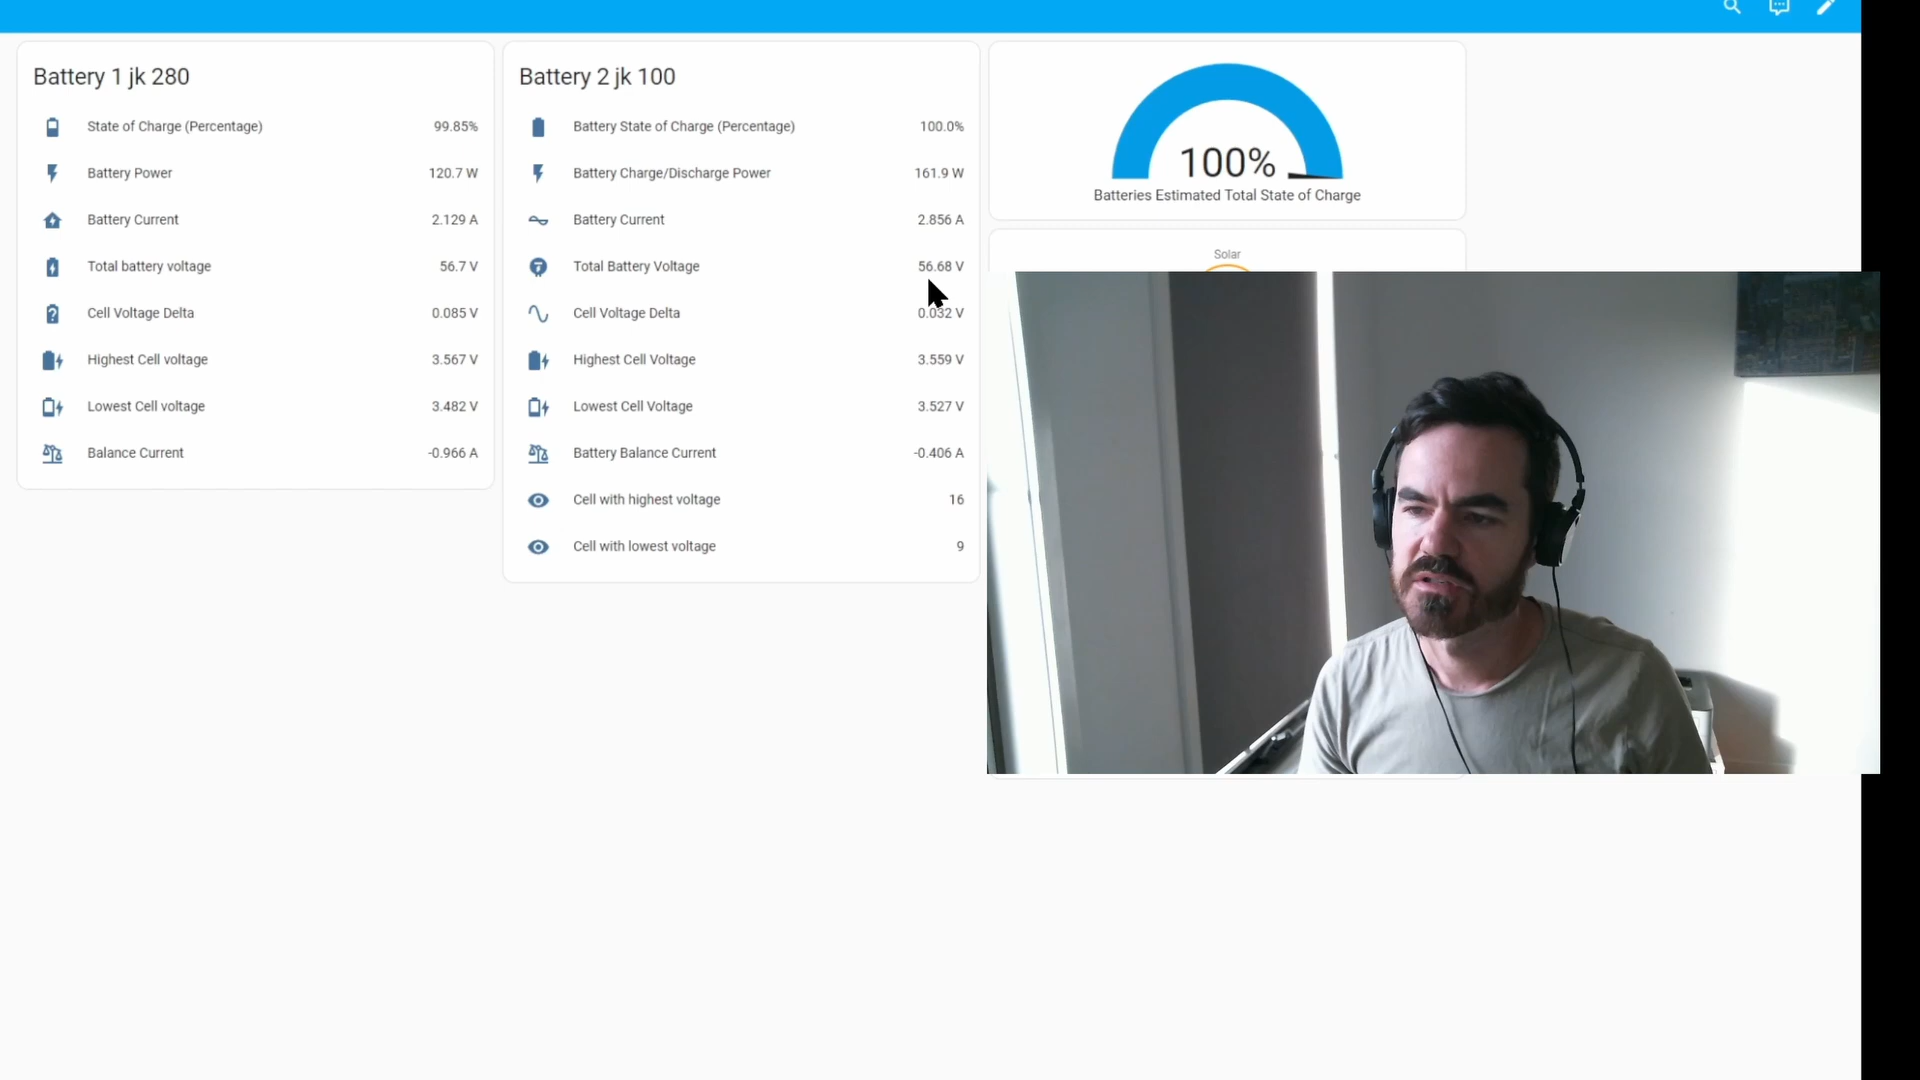 Battery 1 jk 280
State of Charge (Percentage) 99.85%
Battery Power 120.7 W
Battery Current 2.129 A
Total battery voltage 56.7 V
Cell Voltage Delta 0.085 V
Highest Cell voltage 3.567 V
Lowest Cell voltage 3.482 V
Balance Current -0.966 A
Battery 2 jk 100
Battery State of Charge (Percentage) 100.0%
Battery Charge/Discharge Power 161.9 W
Battery Current 2.856 A
Total Battery Voltage 56.68 V
Cell Voltage Delta 0.032 V
Highest Cell Voltage 3.559 V
Lowest Cell Voltage 3.527 V
Battery Balance Current -0.406 A
Cell with highest voltage 16
Cell with lowest voltage 9
100%
Batteries Estimated Total State of Charge
Solar